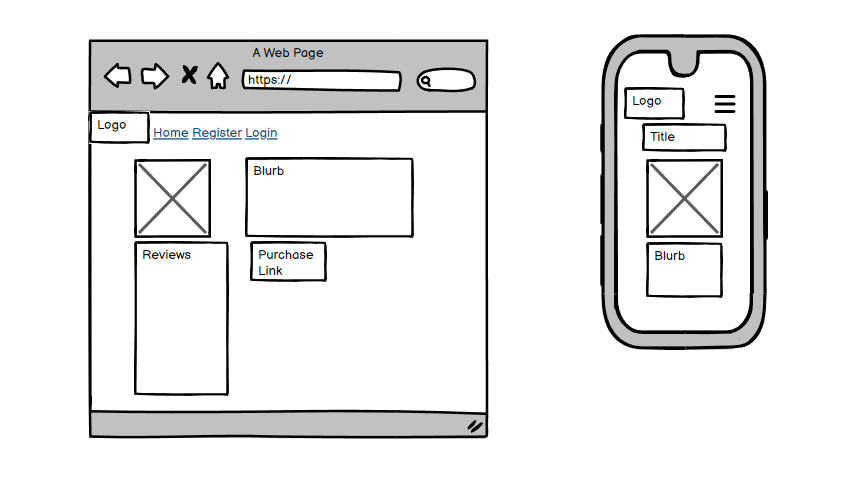 A Web Page
https://
Logo
Home Register Login
Blurb
Reviews
Purchase
Link
Logo
Title
Blurb